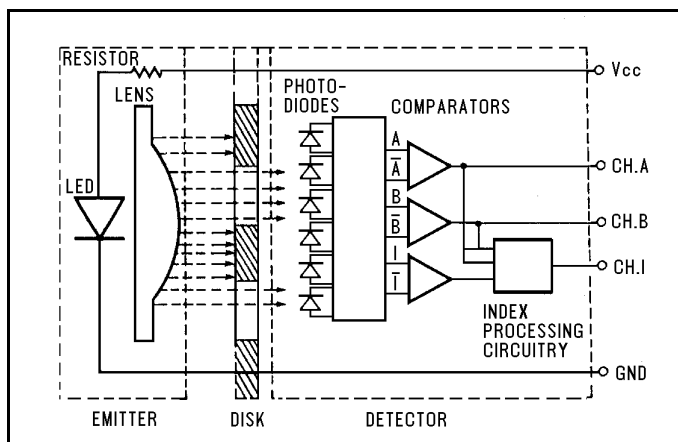 RESISTOR
LENS
LED
PHOTO-
DIODES
COMPARATORS
A
A̅
B
B̅
I
I̅
Vcc
CH.A
CH.B
CH.I
INDEX
PROCESSING
CIRCUITRY
GND
EMITTER
DISK
DETECTOR